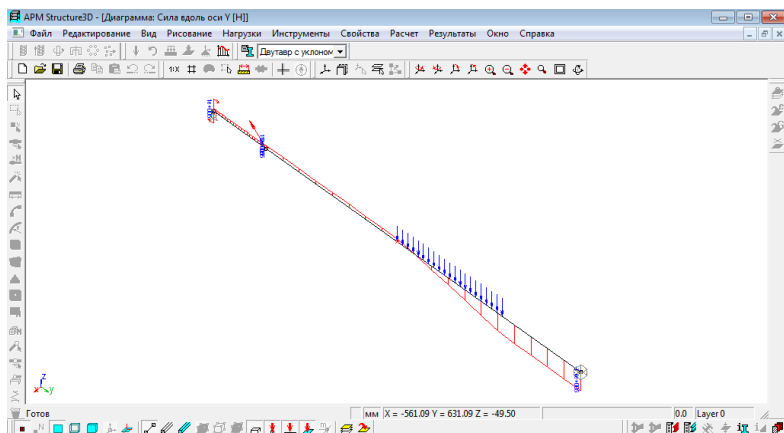 APM Structure3D - [Диаграмма: Сила вдоль оси Y [Н]]
Файл Редактирование Вид Рисование Нагрузки Инструменты Свойства Расчет Результаты Окно Справка
Двутавр с уклоном
z
x y
Готов мм X = -561.09 Y = 631.09 Z = -49.50 0.0 Layer 0